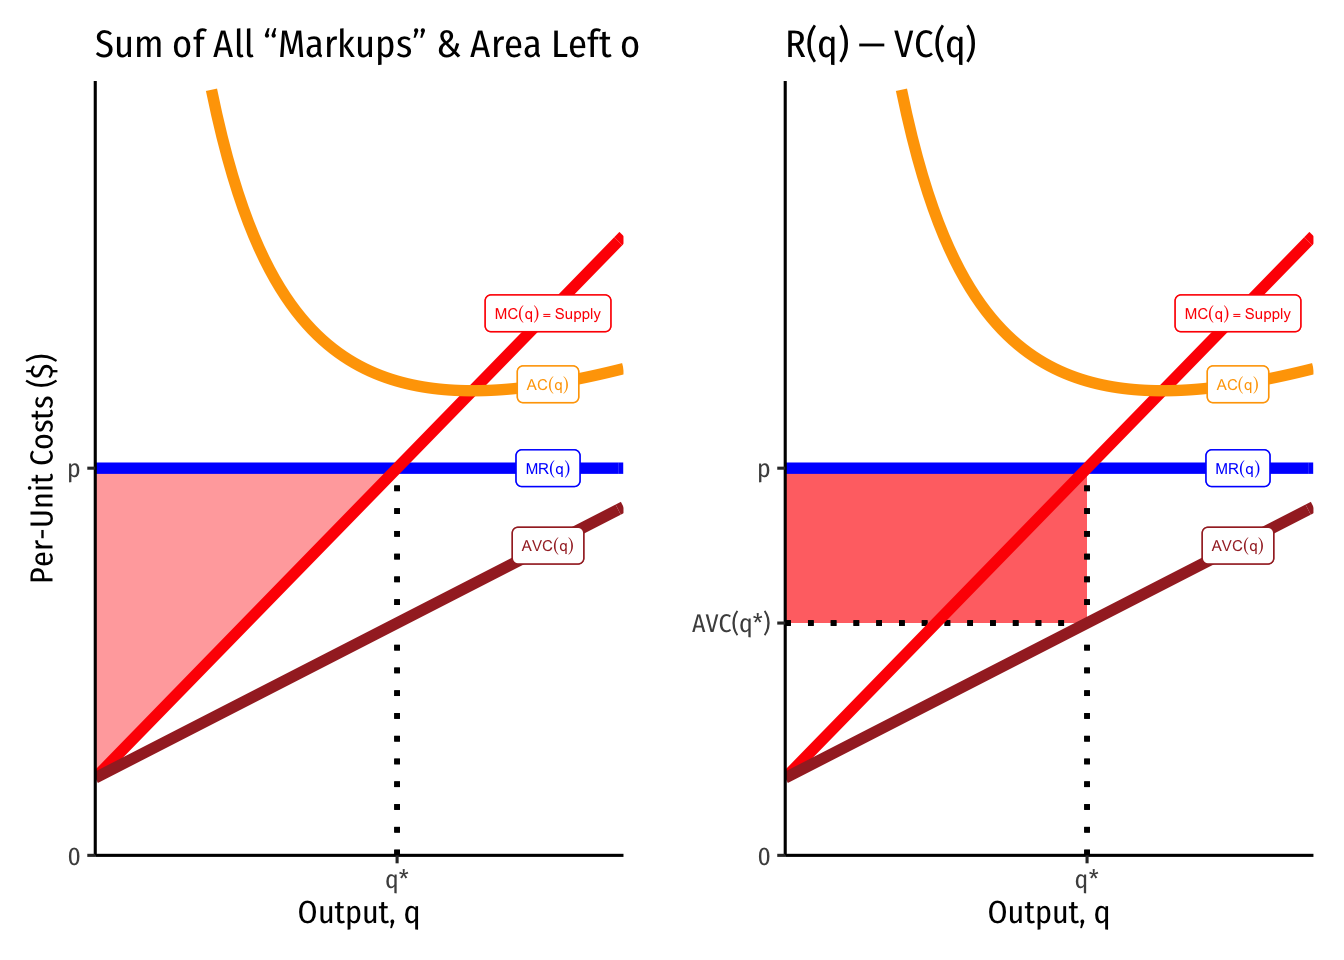 Sum of All “Markups” & Area Left o
Per-Unit Costs ($)
MC(q) = Supply
AC(q)
p
MR(q)
AVC(q)
0
q*
Output, q
R(q) — VC(q)
MC(q) = Supply
AC(q)
p
MR(q)
AVC(q)
AVC(q*)
0
q*
Output, q